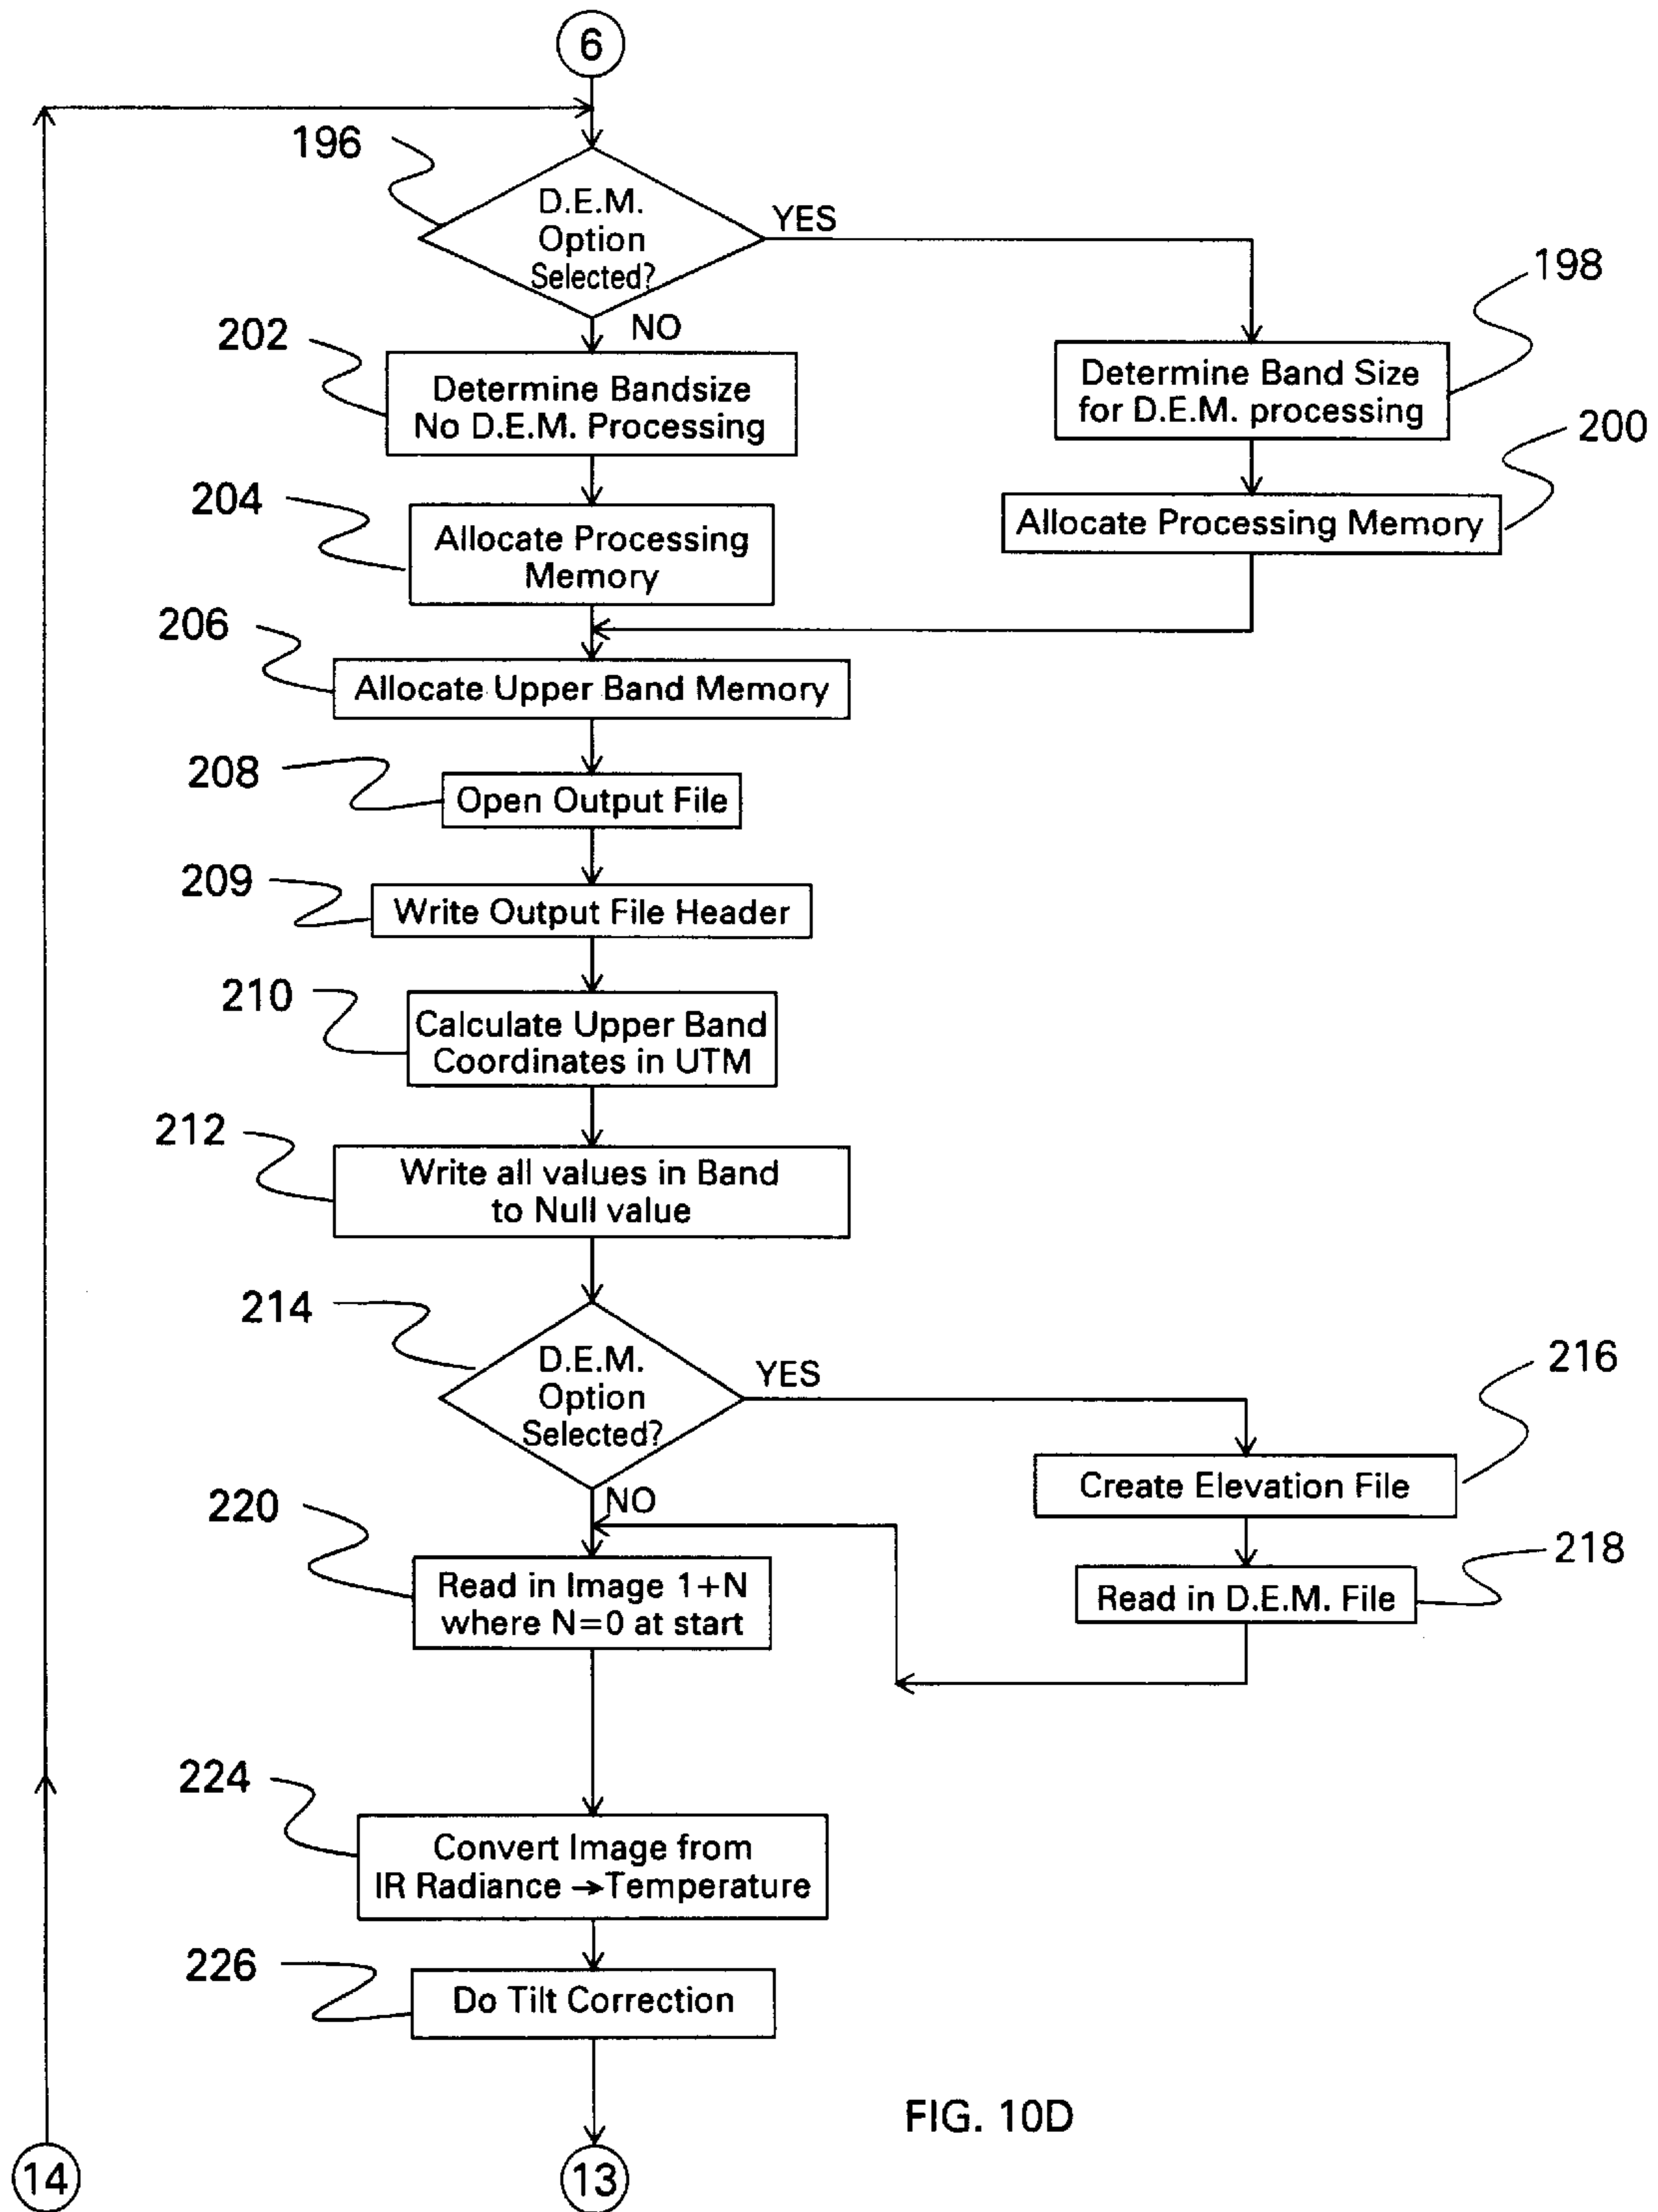 6
196
D.E.M.
Option
Selected?
YES
NO
198
Determine Band Size
for D.E.M. processing
202
Determine Bandsize
No D.E.M. Processing
200
Allocate Processing Memory
204
Allocate Processing
Memory
206
Allocate Upper Band Memory
208
Open Output File
209
Write Output File Header
210
Calculate Upper Band
Coordinates in UTM
212
Write all values in Band
to Null value
214
D.E.M.
Option
Selected?
YES
NO
216
Create Elevation File
218
Read in D.E.M. File
220
Read in Image 1+N
where N=0 at start
224
Convert Image from
IR Radiance →Temperature
226
Do Tilt Correction
FIG. 10D
14
13